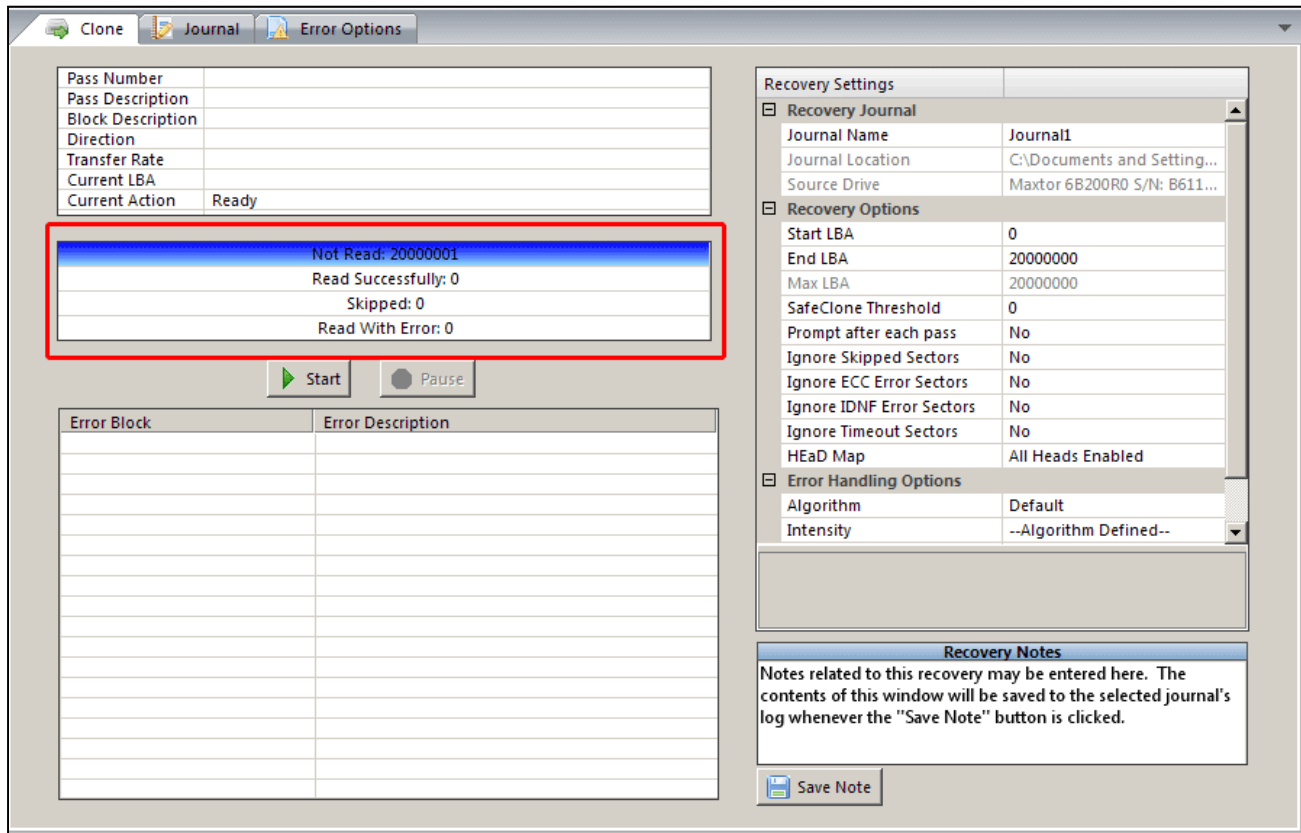 Clone Journal Error Options
Pass Number
Pass Description
Block Description
Direction
Transfer Rate
Current LBA
Current Action Ready
Not Read: 20000001
Read Successfully: 0
Skipped: 0
Read With Error: 0
Start Pause
Error Block Error Description
Recovery Settings
Recovery Journal
Journal Name Journal1
Journal Location C:\Documents and Setting...
Source Drive Maxtor 6B200R0 S/N: B611...
Recovery Options
Start LBA 0
End LBA 20000000
Max LBA 20000000
SafeClone Threshold 0
Prompt after each pass No
Ignore Skipped Sectors No
Ignore ECC Error Sectors No
Ignore IDNF Error Sectors No
Ignore Timeout Sectors No
HEaD Map All Heads Enabled
Error Handling Options
Algorithm Default
Intensity --Algorithm Defined--
Recovery Notes
Notes related to this recovery may be entered here. The
contents of this window will be saved to the selected journal's
log whenever the "Save Note" button is clicked.
Save Note